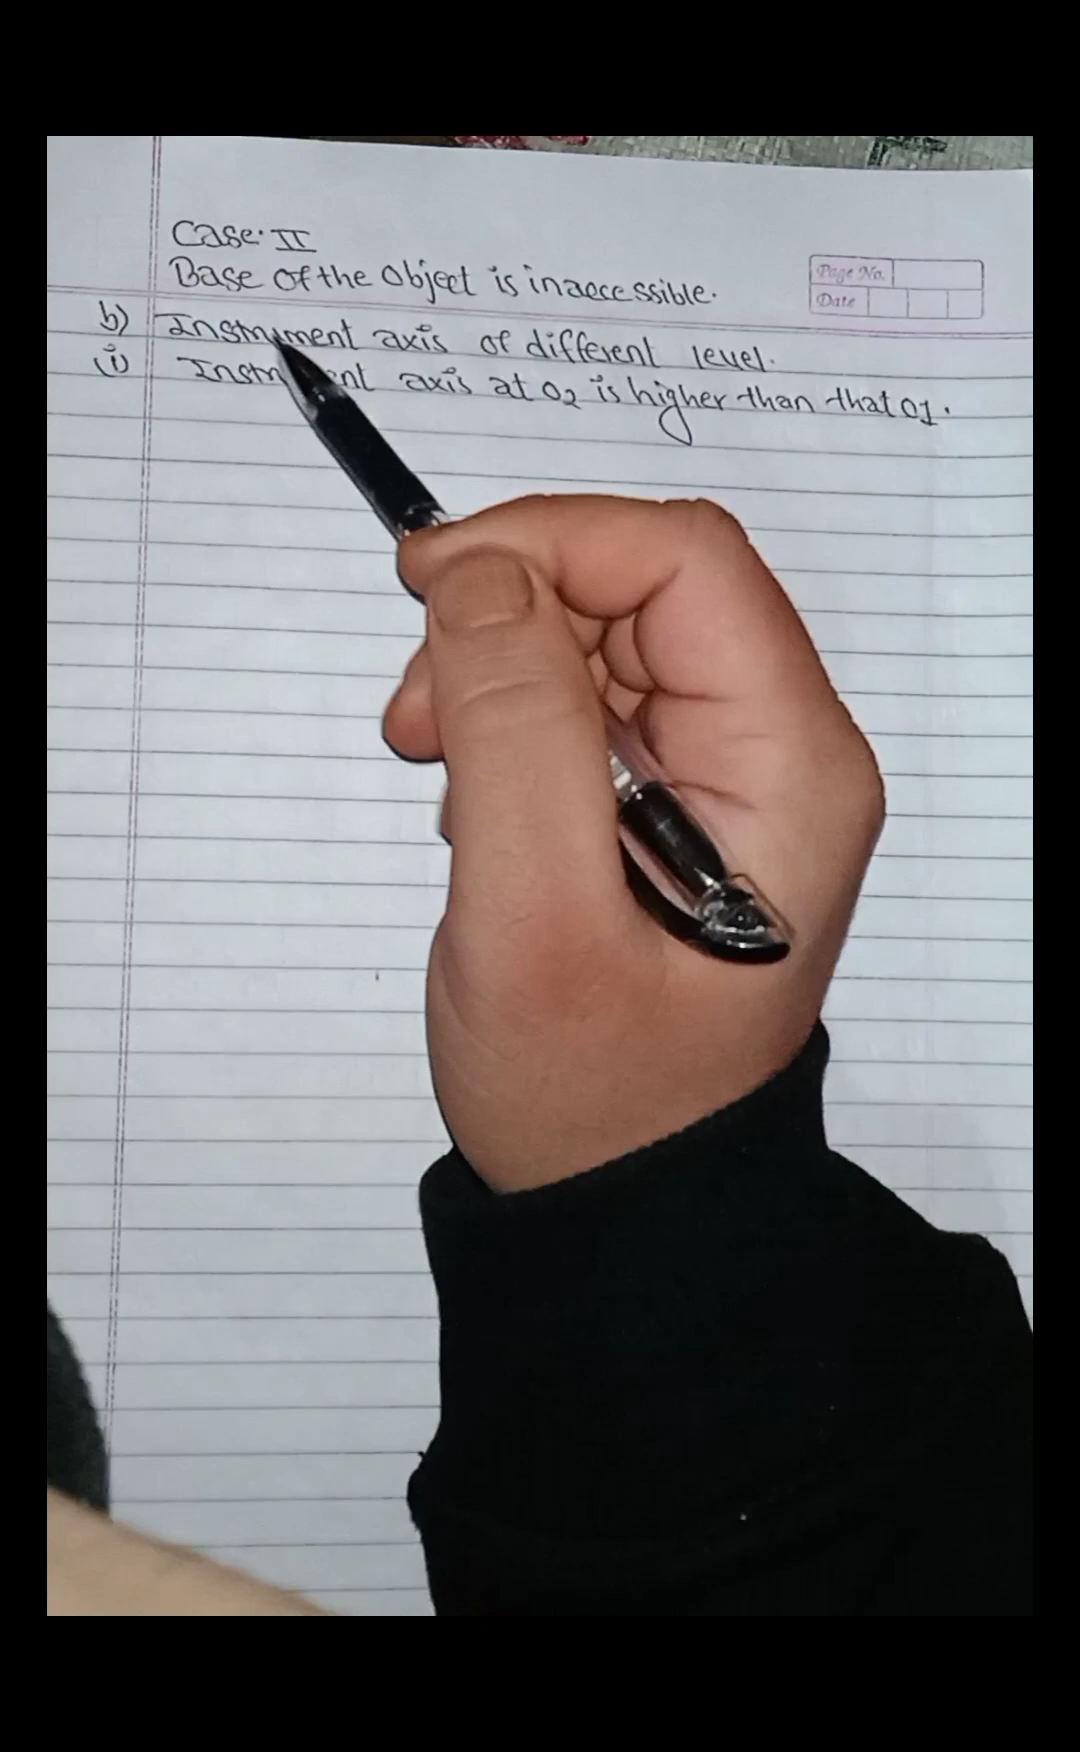 Case. II
Base of the Object is inaccessible.
Page No.
Date
b) Instrument axis of different level.
(i) Instrument axis at O2 is higher than that O1.